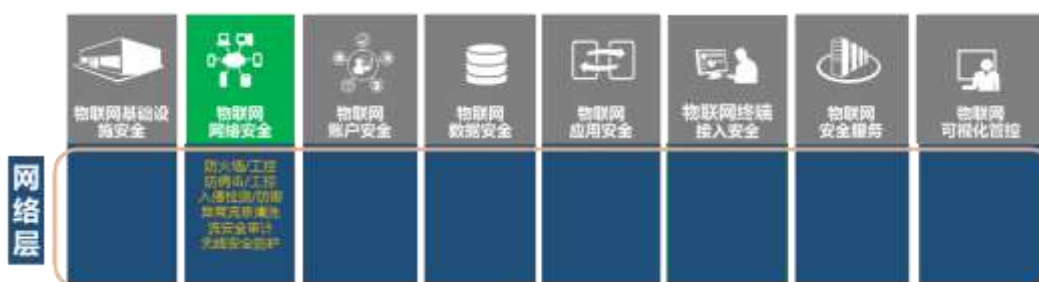 物联网基础设
施安全
物联网
网络安全
物联网
账户安全
物联网
数据安全
物联网
应用安全
物联网终端
接入安全
物联网
安全服务
物联网
可视化管控
网络层
防火墙/工控
防病毒/工控
入侵检测/防御
异常流量清洗
流安全审计
无线安全防护